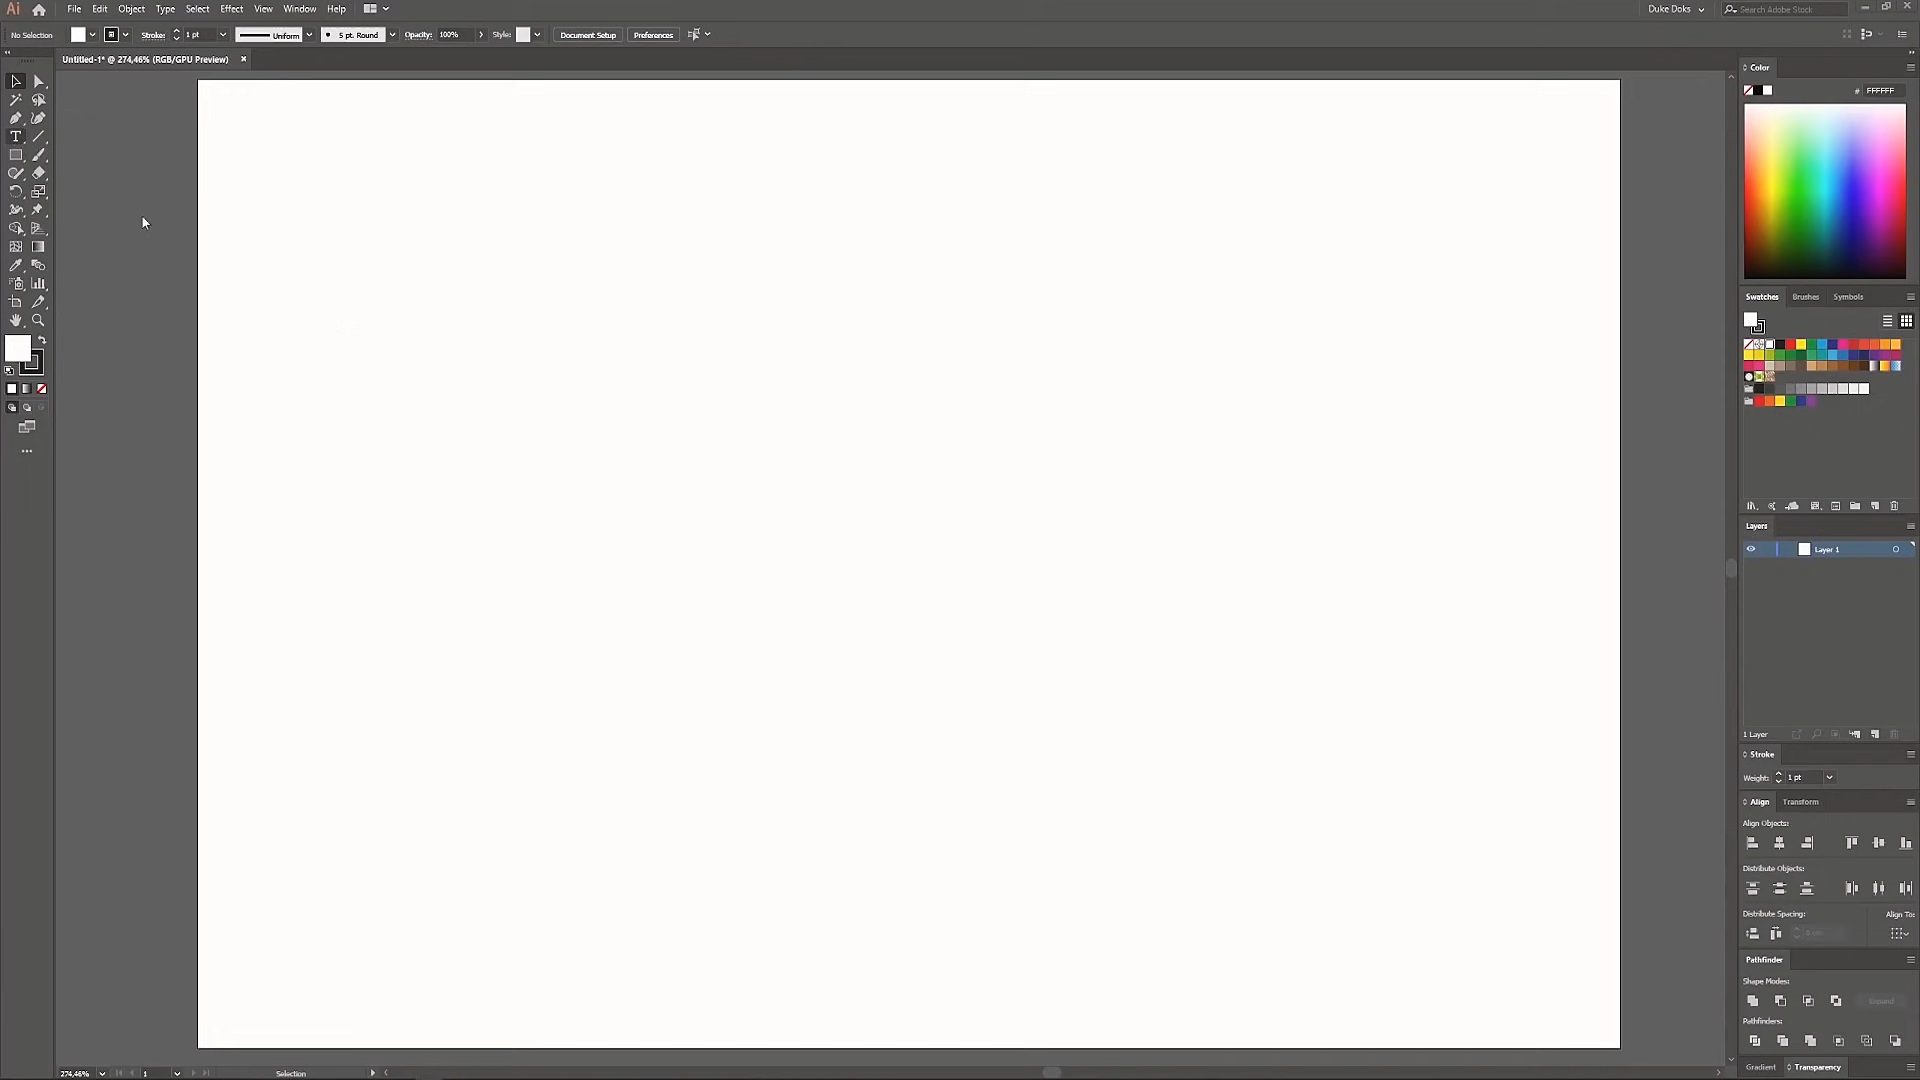 Ai File Edit Object Type Select Effect View Window Help Duke Doks Search Adobe Stock
No Selection Stroke: 1 pt Uniform 5 pt. Round Opacity: 100% Style: Document Setup Preferences
Untitled-1* @ 274,46% (RGB/GPU Preview)
Color
# FFFFFF
Swatches Brushes Symbols
Layers
Layer 1
1 Layer
Stroke
Weight: 1 pt
Align Transform
Align Objects:
Distribute Objects:
Distribute Spacing: Align To:
Pathfinder
Shape Modes:
Expand
Pathfinders:
Gradient Transparency
274,46% 1 Selection